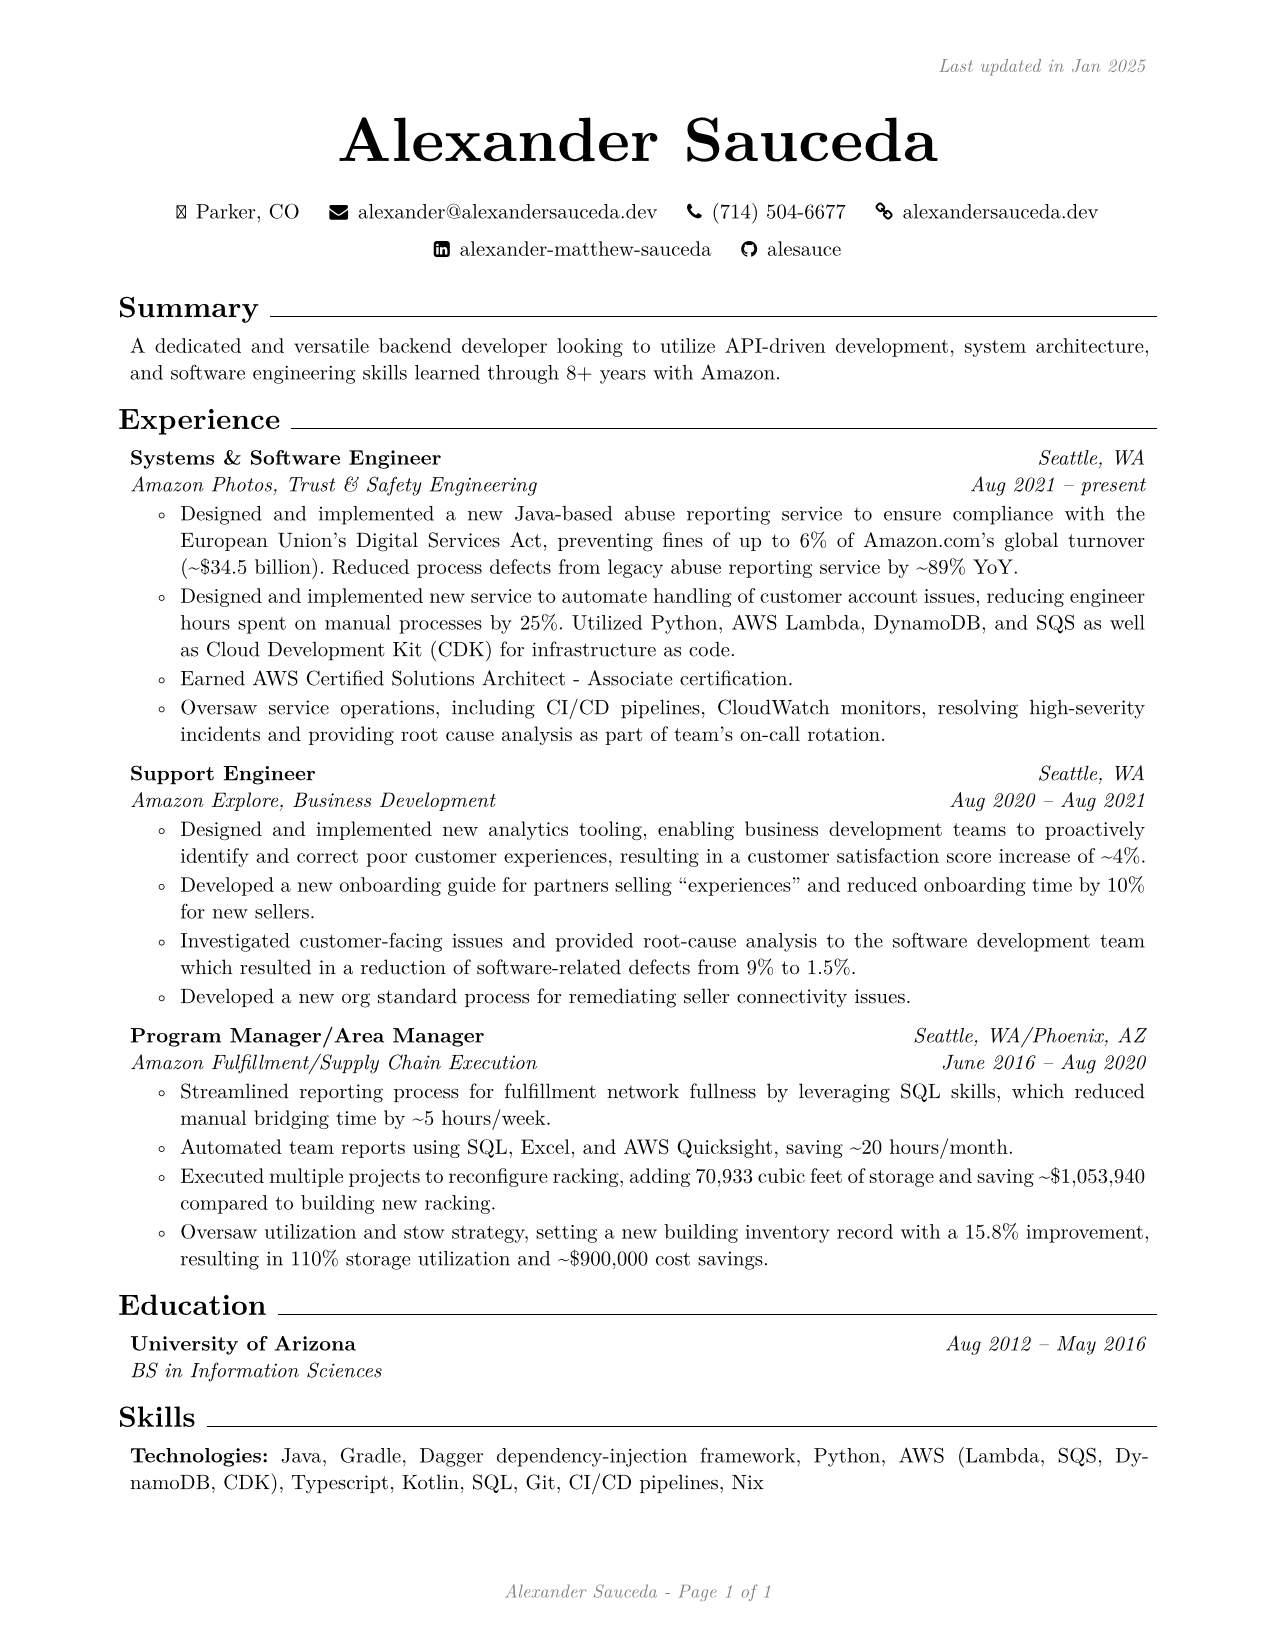 Last updated in Jan 2025
Alexander Sauceda
Parker, CO alexander@alexandersauceda.dev (714) 504-6677 alexandersauceda.dev
alexander-matthew-sauceda alesauce
Summary
A dedicated and versatile backend developer looking to utilize API-driven development, system architecture,
and software engineering skills learned through 8+ years with Amazon.
Experience
Systems & Software Engineer Seattle, WA
Amazon Photos, Trust & Safety Engineering Aug 2021 – present
◦ Designed and implemented a new Java-based abuse reporting service to ensure compliance with the
European Union's Digital Services Act, preventing fines of up to 6% of Amazon.com's global turnover
(~$34.5 billion). Reduced process defects from legacy abuse reporting service by ~89% YoY.
◦ Designed and implemented new service to automate handling of customer account issues, reducing engineer
hours spent on manual processes by 25%. Utilized Python, AWS Lambda, DynamoDB, and SQS as well
as Cloud Development Kit (CDK) for infrastructure as code.
◦ Earned AWS Certified Solutions Architect - Associate certification.
◦ Oversaw service operations, including CI/CD pipelines, CloudWatch monitors, resolving high-severity
incidents and providing root cause analysis as part of team's on-call rotation.
Support Engineer Seattle, WA
Amazon Explore, Business Development Aug 2020 – Aug 2021
◦ Designed and implemented new analytics tooling, enabling business development teams to proactively
identify and correct poor customer experiences, resulting in a customer satisfaction score increase of ~4%.
◦ Developed a new onboarding guide for partners selling “experiences” and reduced onboarding time by 10%
for new sellers.
◦ Investigated customer-facing issues and provided root-cause analysis to the software development team
which resulted in a reduction of software-related defects from 9% to 1.5%.
◦ Developed a new org standard process for remediating seller connectivity issues.
Program Manager/Area Manager Seattle, WA/Phoenix, AZ
Amazon Fulfillment/Supply Chain Execution June 2016 – Aug 2020
◦ Streamlined reporting process for fulfillment network fullness by leveraging SQL skills, which reduced
manual bridging time by ~5 hours/week.
◦ Automated team reports using SQL, Excel, and AWS Quicksight, saving ~20 hours/month.
◦ Executed multiple projects to reconfigure racking, adding 70,933 cubic feet of storage and saving ~$1,053,940
compared to building new racking.
◦ Oversaw utilization and stow strategy, setting a new building inventory record with a 15.8% improvement,
resulting in 110% storage utilization and ~$900,000 cost savings.
Education
University of Arizona Aug 2012 – May 2016
BS in Information Sciences
Skills
Technologies: Java, Gradle, Dagger dependency-injection framework, Python, AWS (Lambda, SQS, Dy-
namoDB, CDK), Typescript, Kotlin, SQL, Git, CI/CD pipelines, Nix
Alexander Sauceda - Page 1 of 1